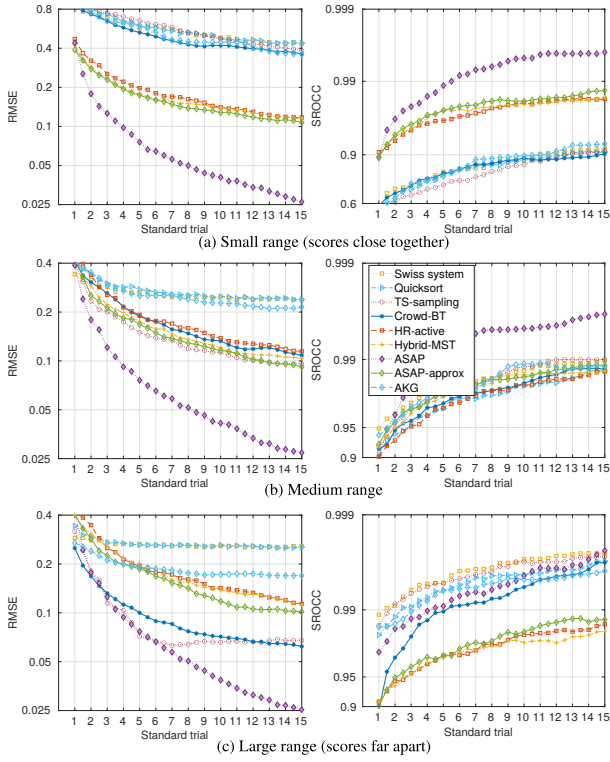 0.8
0.4
0.2
0.1
0.05
0.025
RMSE
1 2 3 4 5 6 7 8 9 10 11 12 13 14 15
Standard trial
0.999
0.99
0.9
0.6
SROCC
1 2 3 4 5 6 7 8 9 10 11 12 13 14 15
Standard trial
(a) Small range (scores close together)
0.4
0.2
0.1
0.05
0.025
RMSE
1 2 3 4 5 6 7 8 9 10 11 12 13 14 15
Standard trial
0.999
0.99
0.95
0.9
SROCC
Swiss system
Quicksort
TS-sampling
Crowd-BT
HR-active
Hybrid-MST
ASAP
ASAP-approx
AKG
1 2 3 4 5 6 7 8 9 10 11 12 13 14 15
Standard trial
(b) Medium range
0.4
0.2
0.1
0.05
0.025
RMSE
1 2 3 4 5 6 7 8 9 10 11 12 13 14 15
Standard trial
0.999
0.99
0.95
0.9
SROCC
1 2 3 4 5 6 7 8 9 10 11 12 13 14 15
Standard trial
(c) Large range (scores far apart)